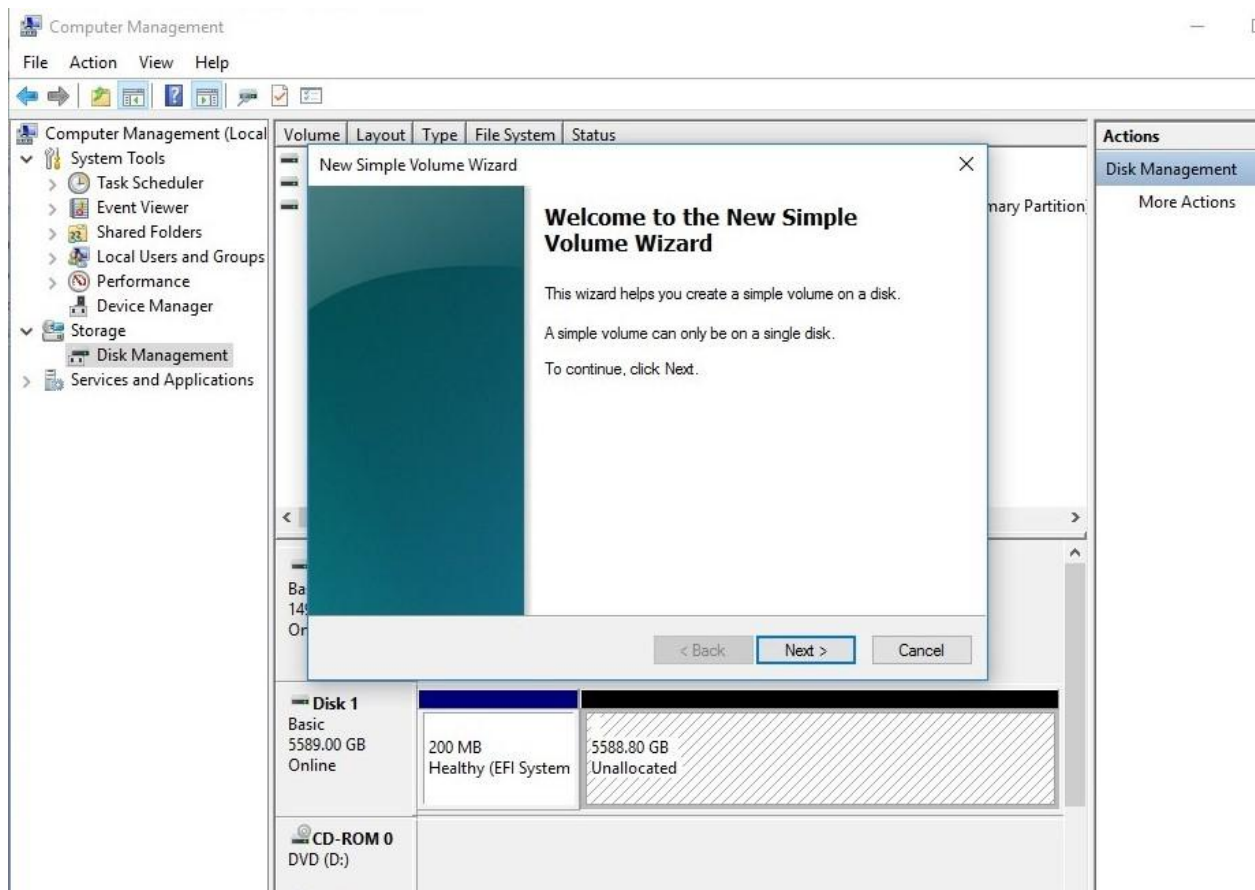 Computer Management
File Action View Help
Computer Management (Local
System Tools
Task Scheduler
Event Viewer
Shared Folders
Local Users and Groups
Performance
Device Manager
Storage
Disk Management
Services and Applications
Volume Layout Type File System Status
New Simple Volume Wizard
Welcome to the New Simple
Volume Wizard
This wizard helps you create a simple volume on a disk.
A simple volume can only be on a single disk.
To continue, click Next.
< Back Next > Cancel
Partition)
Actions
Disk Management
More Actions
Disk 1
Basic
5589.00 GB
Online
200 MB
Healthy (EFI System
5588.80 GB
Unallocated
CD-ROM 0
DVD (D:)